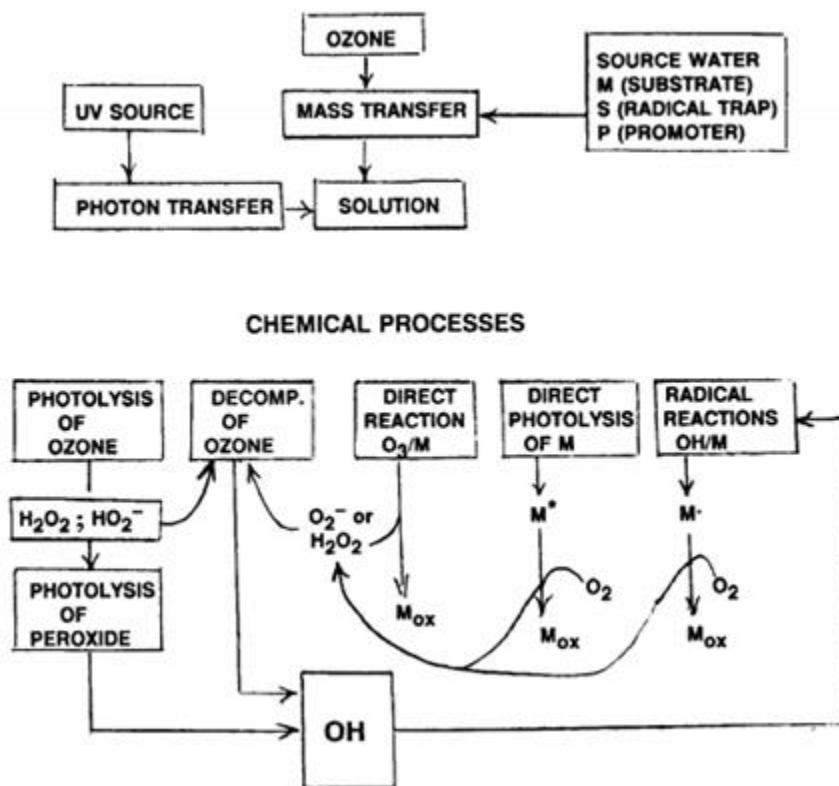 OZONE
SOURCE WATER
M (SUBSTRATE)
S (RADICAL TRAP)
P (PROMOTER)
UV SOURCE
MASS TRANSFER
PHOTON TRANSFER
SOLUTION
CHEMICAL PROCESSES
PHOTOLYSIS
OF
OZONE
DECOMP.
OF
OZONE
DIRECT
REACTION
O₃/M
DIRECT
PHOTOLYSIS
OF M
RADICAL
REACTIONS
OH/M
H₂O₂ ; HO₂⁻
O₂⁻ or
H₂O₂
M*
M·
PHOTOLYSIS
OF
PEROXIDE
O₂
O₂
Mox
Mox
Mox
OH